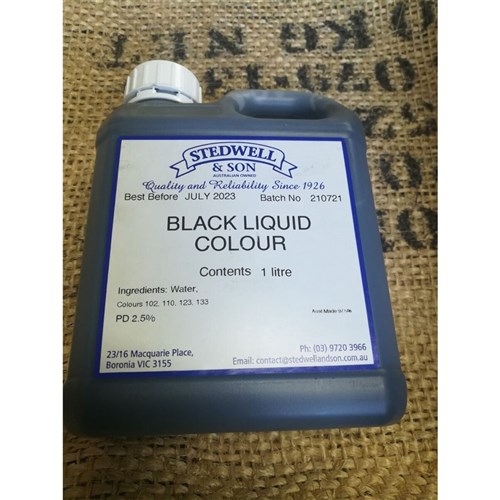 KG NE
STEDWELL
& SON
AUSTRALIAN OWNED
Quality and Reliability Since 1926
Best Before JULY 2023 Batch No 210721
BLACK LIQUID
COLOUR
Contents 1 litre
Ingredients: Water,
Colours 102, 110, 123, 133
PD 2.5%
23/16 Macquarie Place,
Boronia VIC 3155
Ph: (03) 9720 3966
Email: contact@stedwellandson.com.au